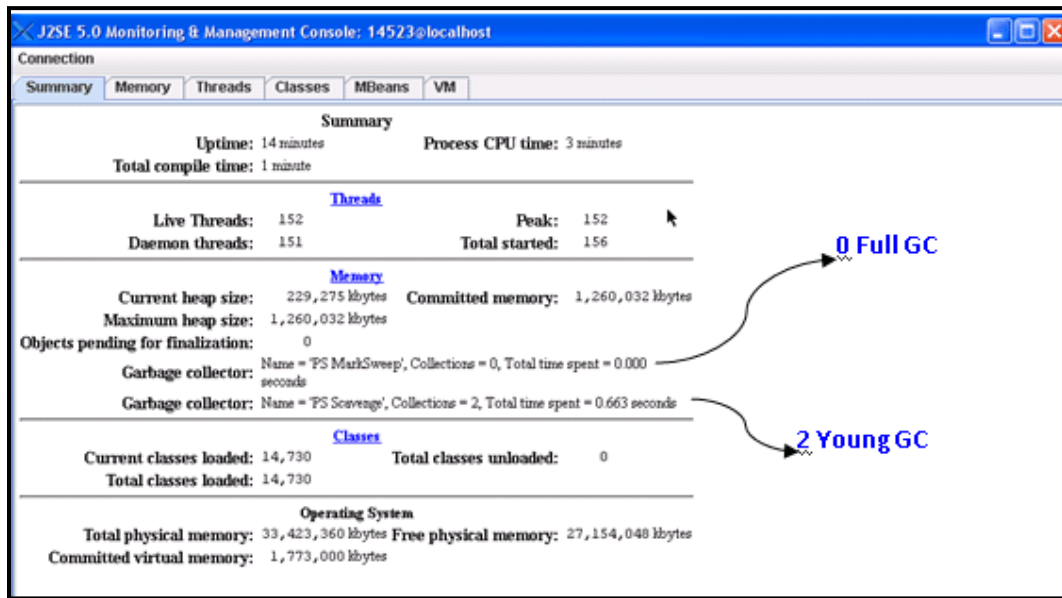 J2SE 5.0 Monitoring & Management Console: 14523@localhost
Connection
Summary Memory Threads Classes MBeans VM
Summary
Uptime: 14 minutes Process CPU time: 3 minutes
Total compile time: 1 minute
Threads
Live Threads: 152 Peak: 152
Daemon threads: 151 Total started: 156
0 Full GC
Memory
Current heap size: 229,275 kbytes Committed memory: 1,260,032 kbytes
Maximum heap size: 1,260,032 kbytes
Objects pending for finalization: 0
Garbage collector: Name = 'PS MarkSweep', Collections = 0, Total time spent = 0.000
seconds
Garbage collector: Name = 'PS Scavenge', Collections = 2, Total time spent = 0.663 seconds
2 Young GC
Classes
Current classes loaded: 14,730 Total classes unloaded: 0
Total classes loaded: 14,730
Operating System
Total physical memory: 33,423,360 kbytes Free physical memory: 27,154,048 kbytes
Committed virtual memory: 1,773,000 kbytes